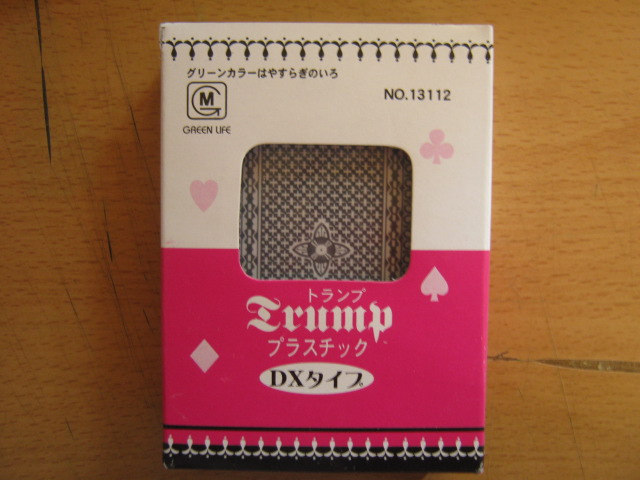 グリーンカラーはやすらぎのいろ
GM
GREEN LIFE
NO.13112
トランプ
Trump
プラスチック
DXタイプ